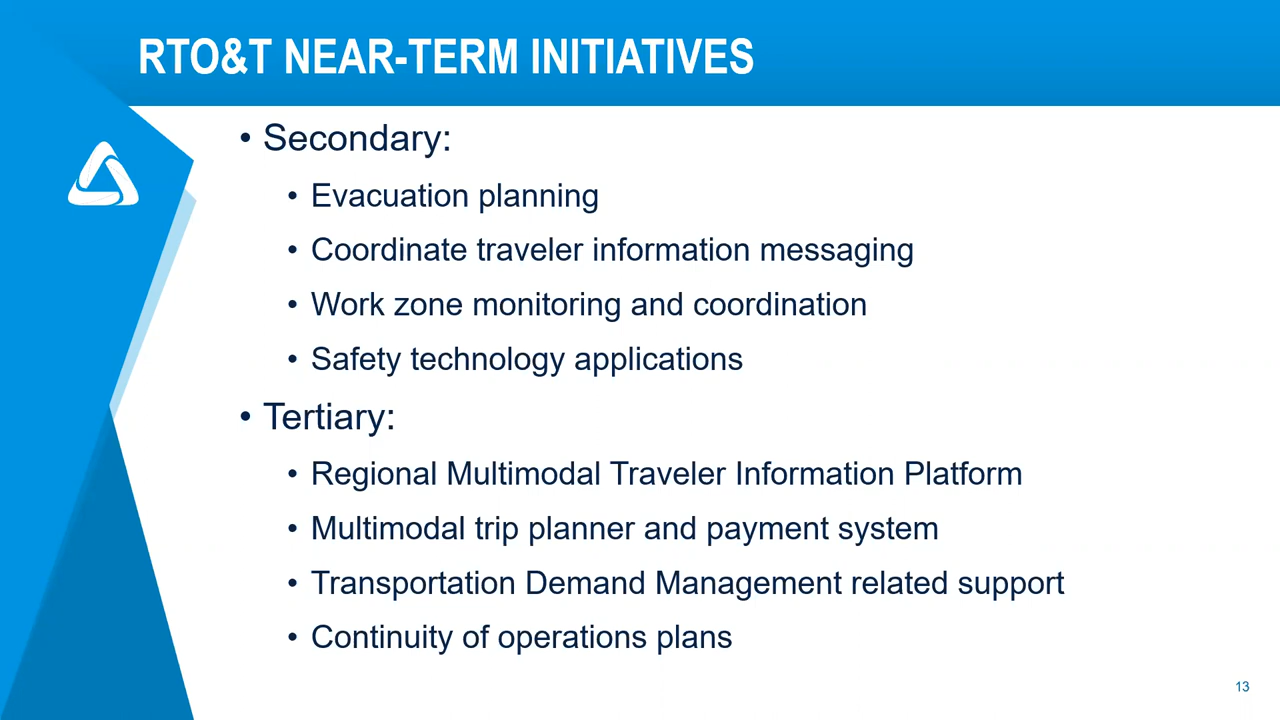 RTO&T NEAR-TERM INITIATIVES
• Secondary:
• Evacuation planning
• Coordinate traveler information messaging
• Work zone monitoring and coordination
• Safety technology applications
• Tertiary:
• Regional Multimodal Traveler Information Platform
• Multimodal trip planner and payment system
• Transportation Demand Management related support
• Continuity of operations plans
13